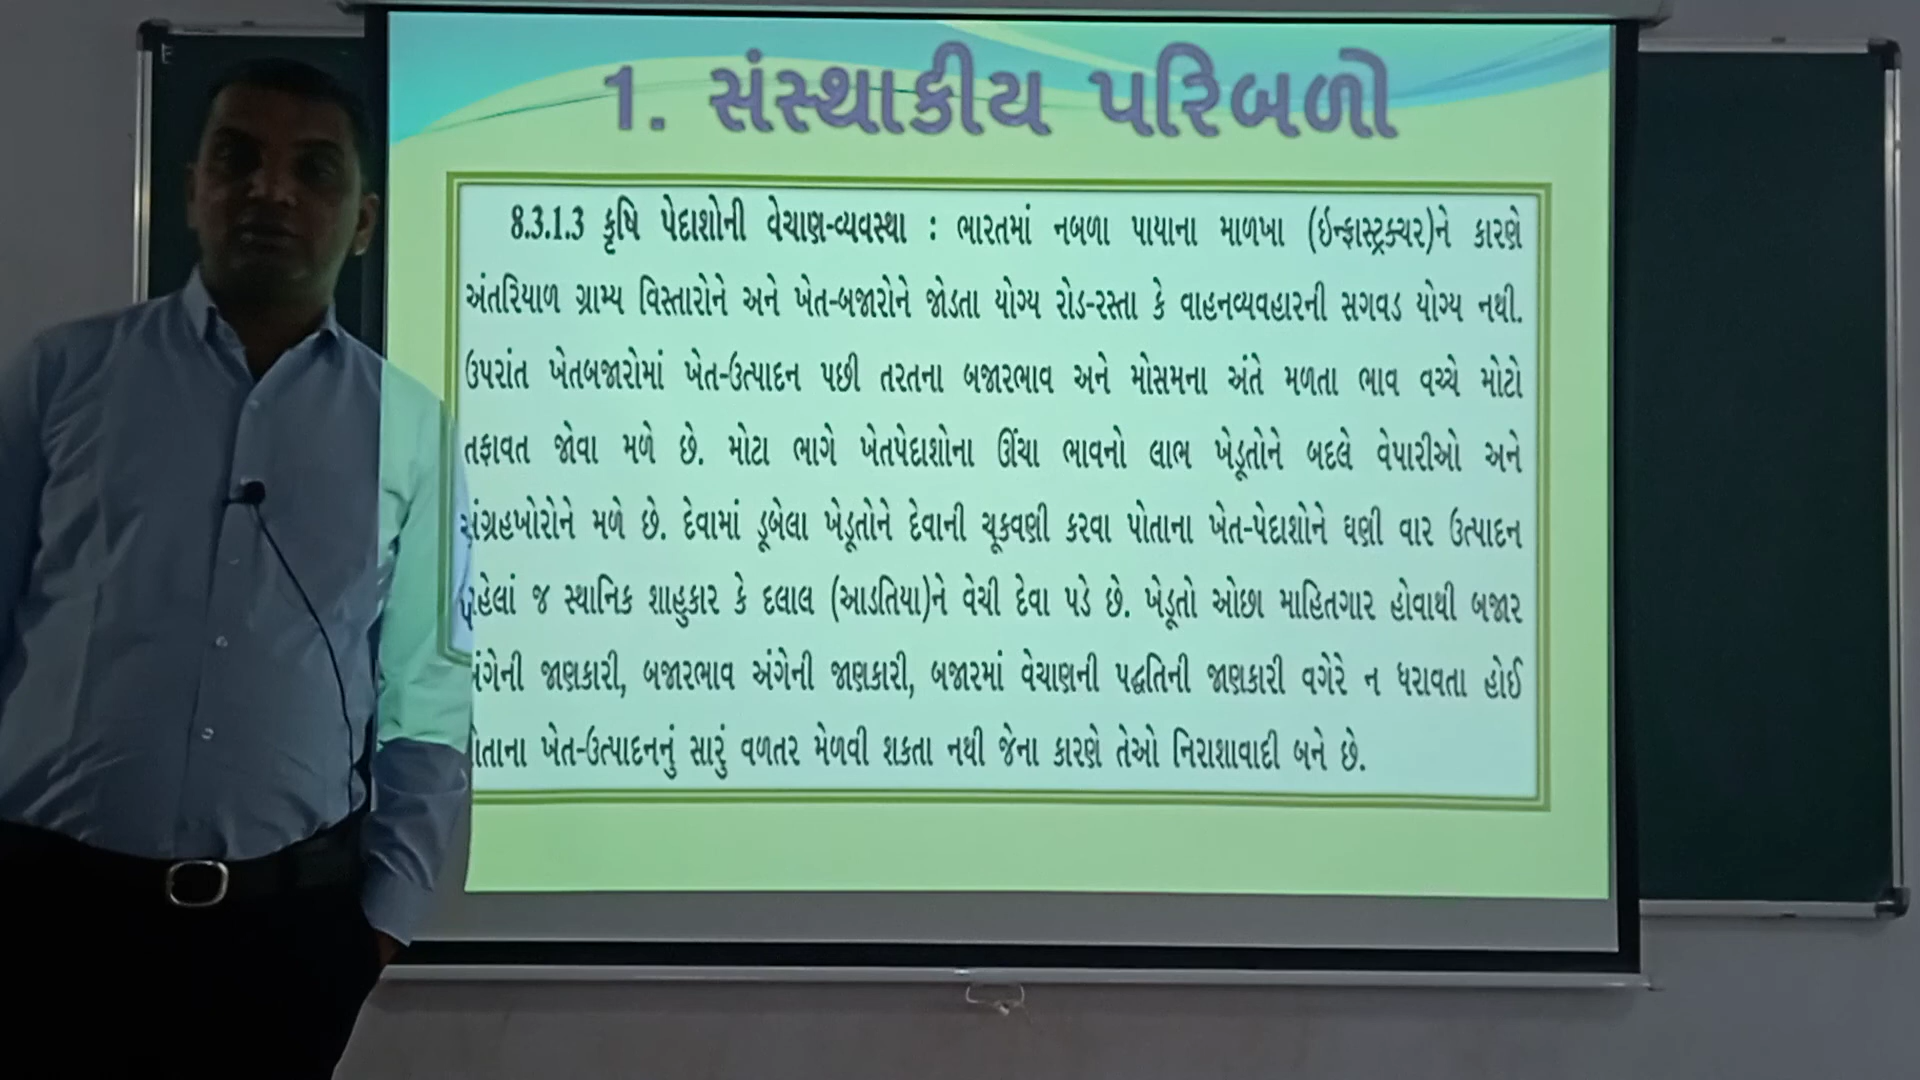 1. સંસ્થાકીય પરિબળો
8.3.1.3 કૃષિ પેદાશોની વેચાણ-વ્યવસ્થા : ભારતમાં નબળા પાયાના માળખા (ઇન્ફ્રાસ્ટ્રક્ચર)ને કારણે
અંતરિયાળ ગ્રામ્ય વિસ્તારોને અને ખેત-બજારોને જોડતા યોગ્ય રોડ-રસ્તા કે વાહનવ્યવહારની સગવડ યોગ્ય નથી.
ઉપરાંત ખેતબજારોમાં ખેત-ઉત્પાદન પછી તરતના બજારભાવ અને મોસમના અંતે મળતા ભાવ વચ્ચે મોટો
તફાવત જોવા મળે છે. મોટા ભાગે ખેતપેદાશોના ઊંચા ભાવનો લાભ ખેડૂતોને બદલે વેપારીઓ અને
સંગ્રહખોરોને મળે છે. દેવામાં ડૂબેલા ખેડૂતોને દેવાની ચૂકવણી કરવા પોતાના ખેત-પેદાશોને ઘણી વાર ઉત્પાદન
પહેલાં જ સ્થાનિક શાહુકાર કે દલાલ (આડતિયા)ને વેચી દેવા પડે છે. ખેડૂતો ઓછા માહિતગાર હોવાથી બજાર
અંગેની જાણકારી, બજારભાવ અંગેની જાણકારી, બજારમાં વેચાણની પદ્ધતિની જાણકારી વગેરે ન ધરાવતા હોઈ
પોતાના ખેત-ઉત્પાદનનું સારું વળતર મેળવી શકતા નથી જેના કારણે તેઓ નિરાશાવાદી બને છે.